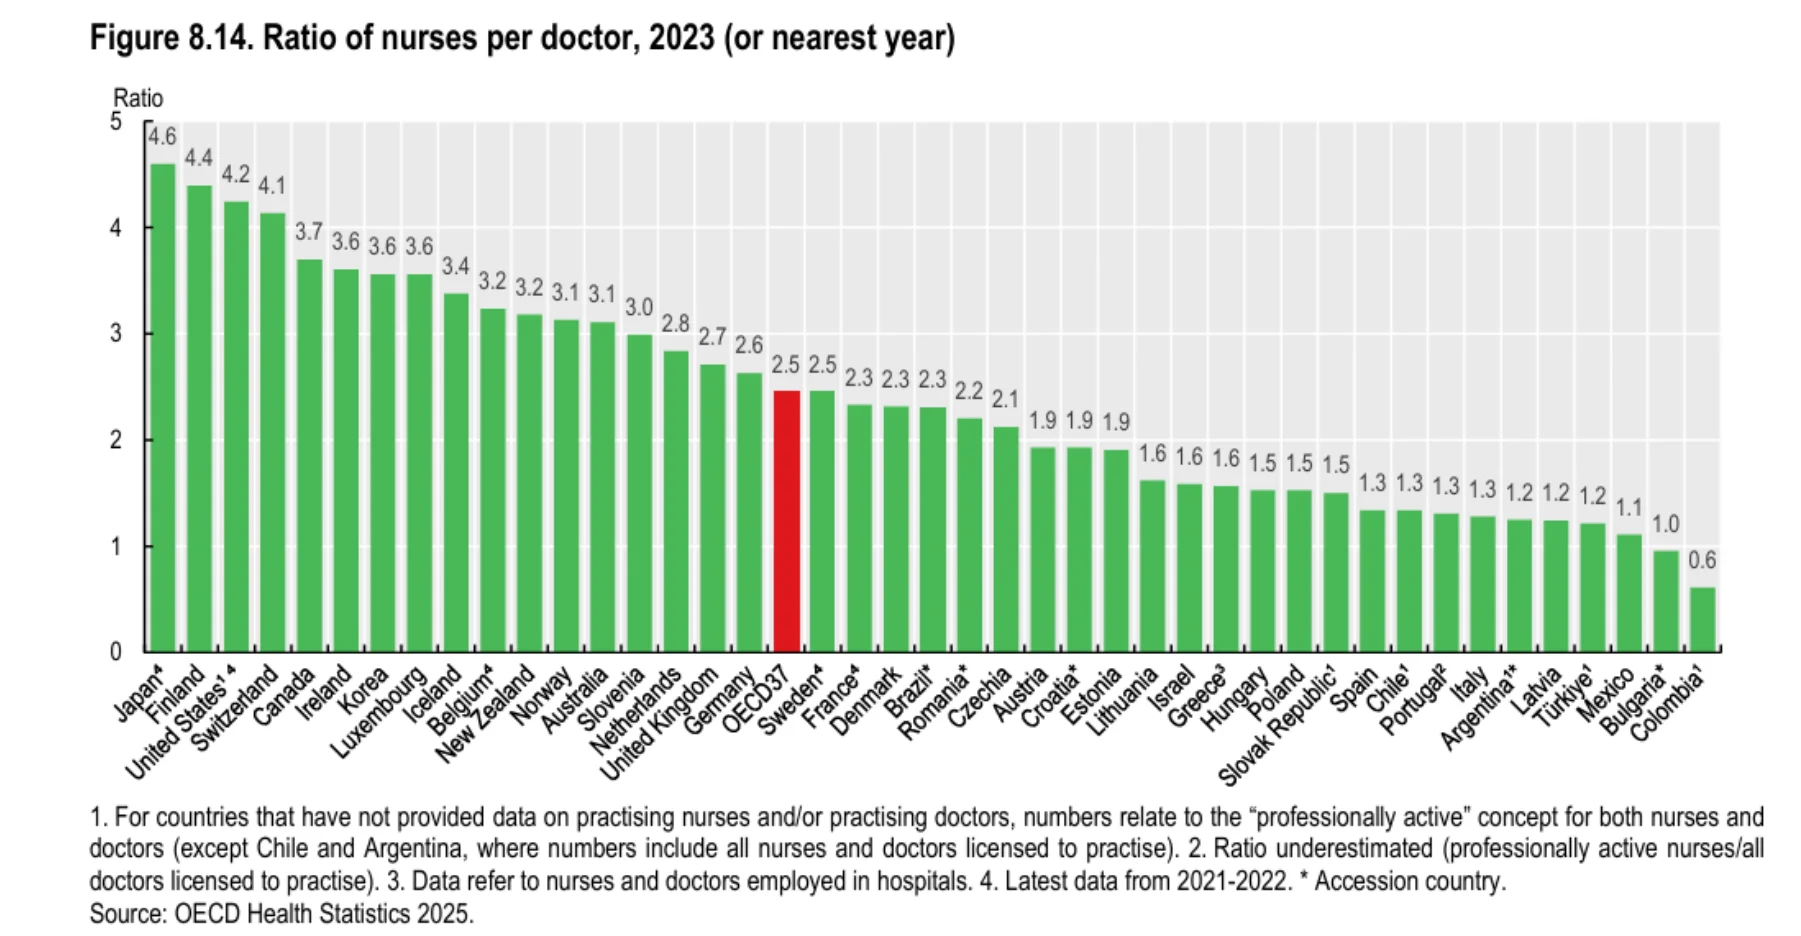 Figure 8.14. Ratio of nurses per doctor, 2023 (or nearest year)
Ratio
5
4
3
2
1
0
4.6
4.4
4.2
4.1
3.7
3.6
3.6
3.6
3.4
3.2
3.2
3.1
3.1
3.0
2.8
2.7
2.6
2.5
2.5
2.3
2.3
2.3
2.2
2.1
1.9
1.9
1.9
1.6
1.6
1.6
1.5
1.5
1.5
1.3
1.3
1.3
1.3
1.2
1.2
1.2
1.1
1.0
0.6
Japan⁴
Finland
United States¹ ⁴
Switzerland
Canada
Ireland
Korea
Luxembourg
Iceland
Belgium⁴
New Zealand
Norway
Australia
Slovenia
Netherlands
United Kingdom
Germany
OECD37
Sweden⁴
France⁴
Denmark
Brazil*
Romania*
Czechia
Austria
Croatia*
Estonia
Lithuania
Israel
Greece³
Hungary
Poland
Slovak Republic¹
Spain
Chile¹
Portugal²
Italy
Argentina¹*
Latvia
Türkiye¹
Mexico
Bulgaria*
Colombia¹
1. For countries that have not provided data on practising nurses and/or practising doctors, numbers relate to the “professionally active” concept for both nurses and
doctors (except Chile and Argentina, where numbers include all nurses and doctors licensed to practise). 2. Ratio underestimated (professionally active nurses/all
doctors licensed to practise). 3. Data refer to nurses and doctors employed in hospitals. 4. Latest data from 2021-2022. * Accession country.
Source: OECD Health Statistics 2025.